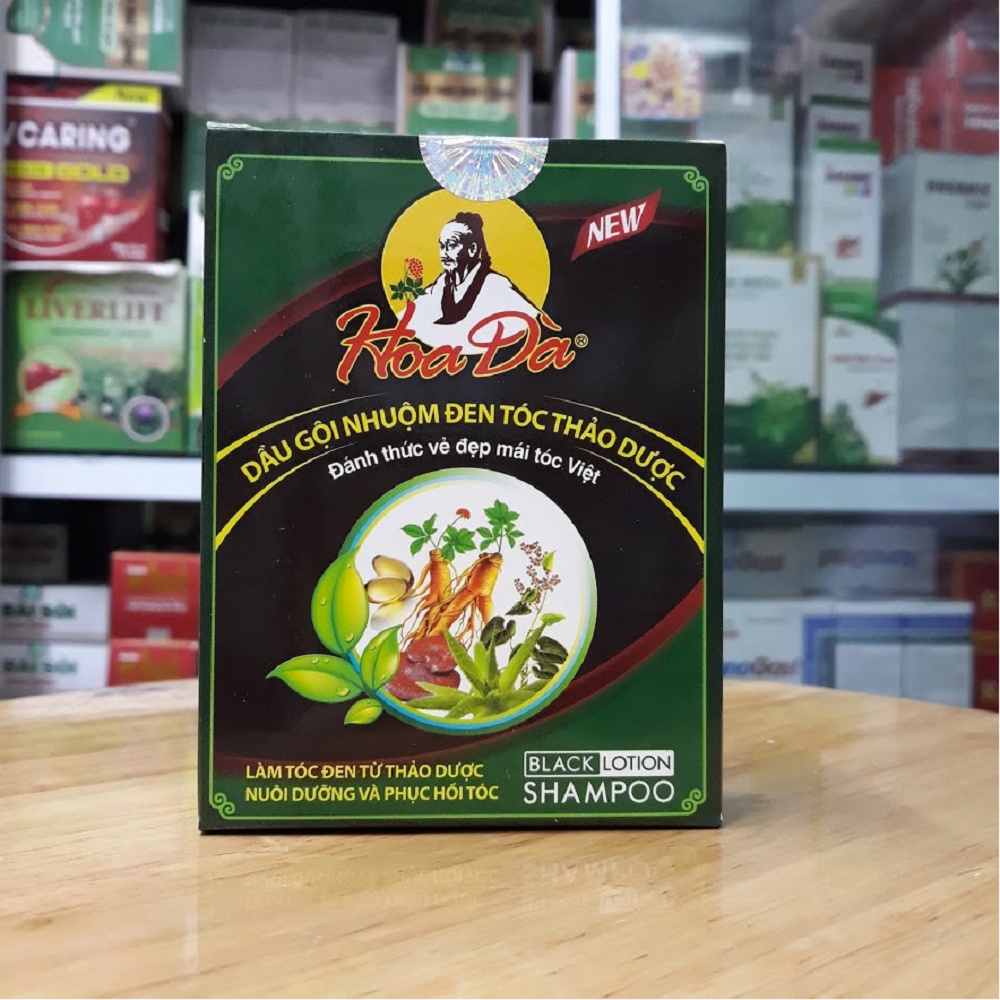 CARING
GOLD
LIVERLIFE
NEW
Hoa Đà®
DẦU GỘI NHUỘM ĐEN TÓC THẢO DƯỢC
Đánh thức vẻ đẹp mái tóc Việt
LÀM TÓC ĐEN TỪ THẢO DƯỢC
NUÔI DƯỠNG VÀ PHỤC HỒI TÓC
BLACK LOTION
SHAMPOO